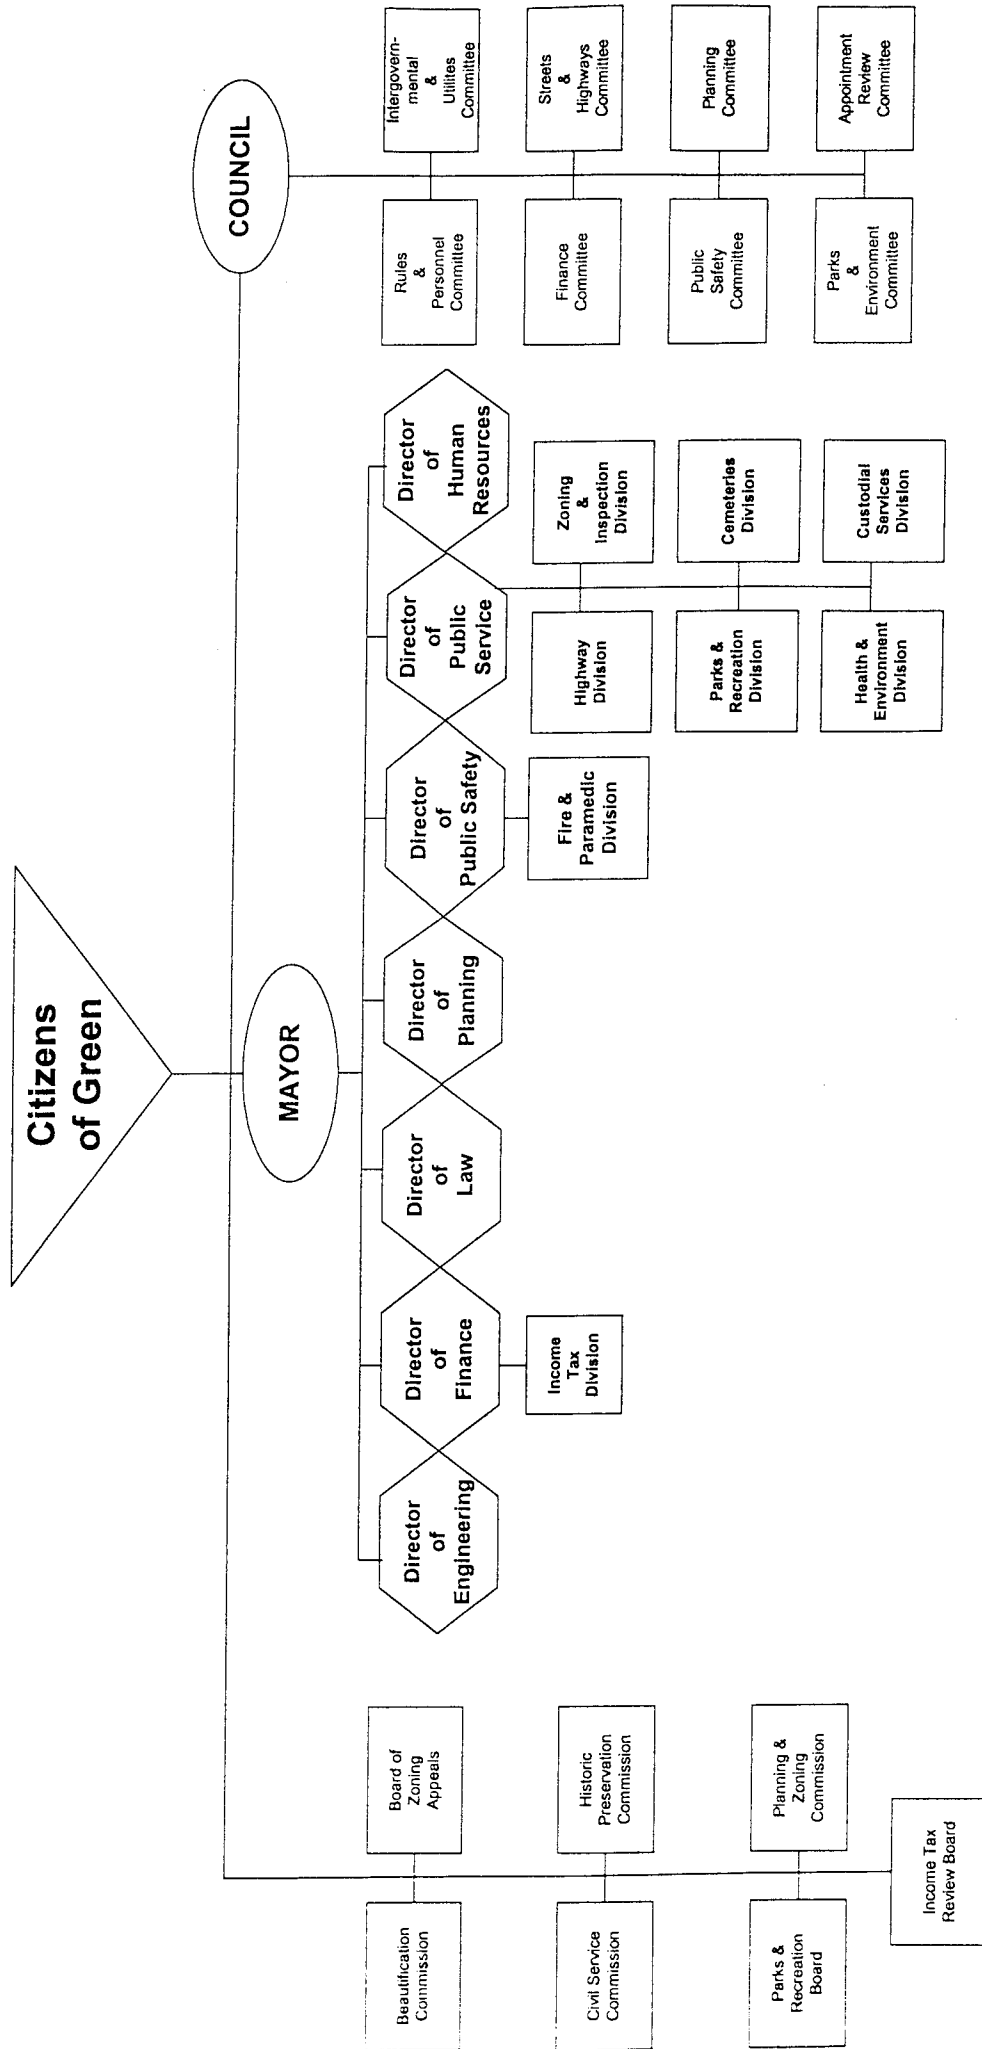 Citizens
of Green
MAYOR
COUNCIL
Beautification
Commission
Board of
Zoning
Appeals
Civil Service
Commission
Historic
Preservation
Commission
Parks &
Recreation
Board
Planning &
Zoning
Commission
Income Tax
Review Board
Director
of
Engineering
Director
of
Finance
Income
Tax
Division
Director
of
Law
Director
of
Planning
Director
of
Public Safety
Fire &
Paramedic
Division
Director
of
Public
Service
Highway
Division
Zoning
&
Inspection
Division
Parks &
Recreation
Division
Cemeteries
Division
Health &
Environment
Division
Custodial
Services
Division
Director
of
Human
Resources
Rules
&
Personnel
Committee
Intergovern-
mental
&
Utilites
Committee
Finance
Committee
Streets
&
Highways
Committee
Public
Safety
Committee
Planning
Committee
Parks
&
Environment
Committee
Appointment
Review
Committee